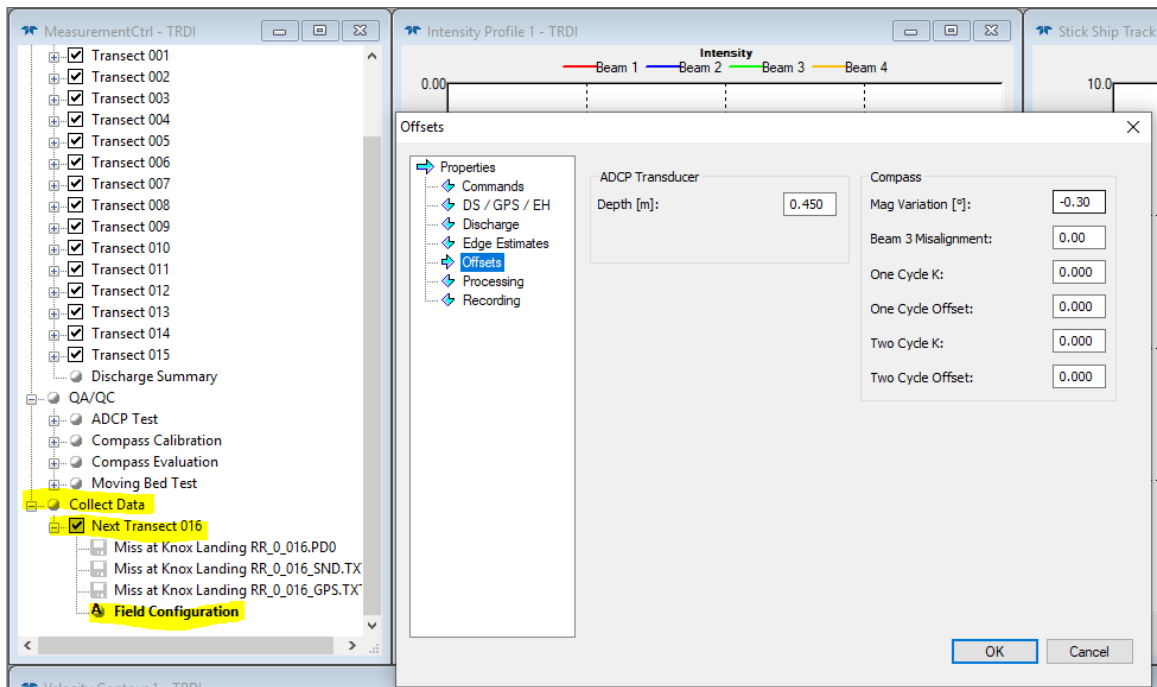 MeasurementCtrl - TRDI
Transect 001
Transect 002
Transect 003
Transect 004
Transect 005
Transect 006
Transect 007
Transect 008
Transect 009
Transect 010
Transect 011
Transect 012
Transect 013
Transect 014
Transect 015
Discharge Summary
QA/QC
ADCP Test
Compass Calibration
Compass Evaluation
Moving Bed Test
Collect Data
Next Transect 016
Miss at Knox Landing RR_0_016.PD0
Miss at Knox Landing RR_0_016_SND.TX
Miss at Knox Landing RR_0_016_GPS.TX
Field Configuration
Intensity Profile 1 - TRDI
Intensity
Beam 1 Beam 2 Beam 3 Beam 4
0.00
Stick Ship Track
10.0
Offsets
Properties
Commands
DS / GPS / EH
Discharge
Edge Estimates
Offsets
Processing
Recording
ADCP Transducer
Depth [m]: 0.450
Compass
Mag Variation [º]: -0.30
Beam 3 Misalignment: 0.00
One Cycle K: 0.000
One Cycle Offset: 0.000
Two Cycle K: 0.000
Two Cycle Offset: 0.000
OK Cancel